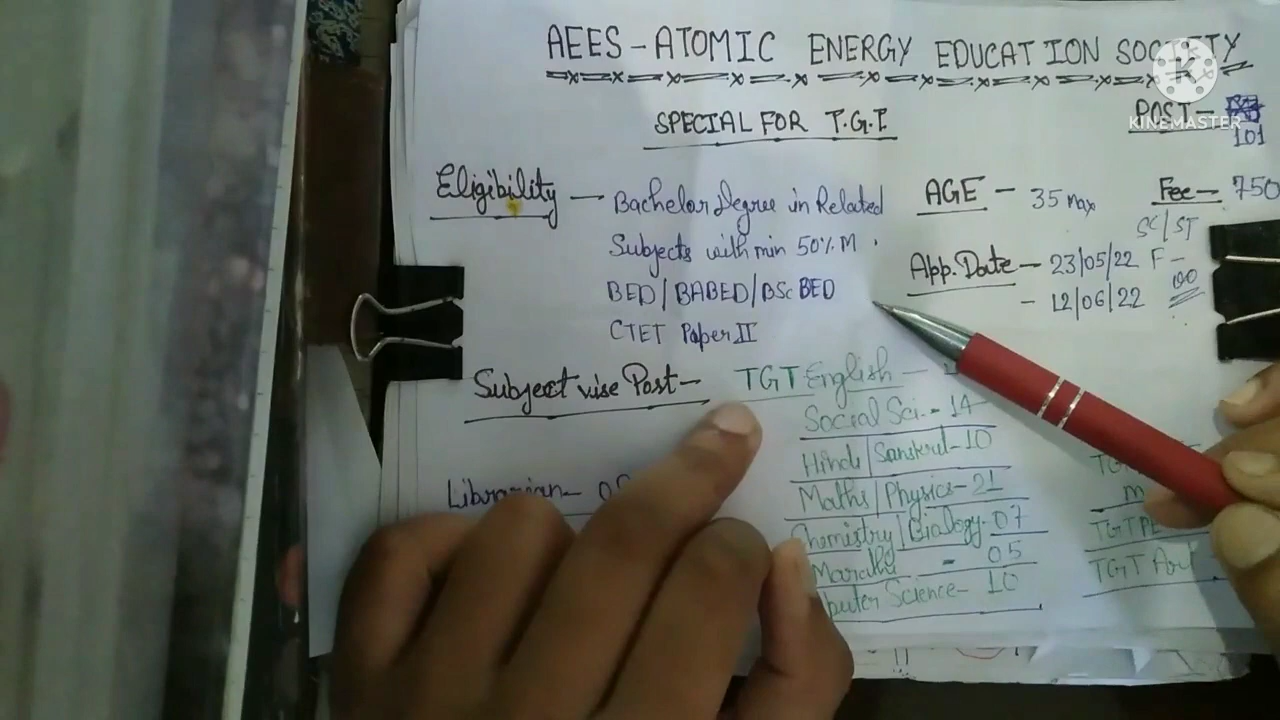 AEES - ATOMIC ENERGY EDUCATION SOCIETY
SPECIAL FOR T.G.T.
POST -
101
KINEMASTER
Eligibility — Bachelor Degree in Related
Subjects with min 50% M
BED/BABED/BSc BED
CTET Paper II
AGE - 35 max
Fee - 750
SC/ST
F -
00
App. Date - 23/05/22
- 12/06/22
Subject vise Post - TGT English -
Social Sci. - 14
Hindi/Sanskrit - 10
Maths/Physics - 21
Chemistry/Biology - 07
Marathi - 05
puter Science - 10
Librarian -
TGT PE
TGT Art